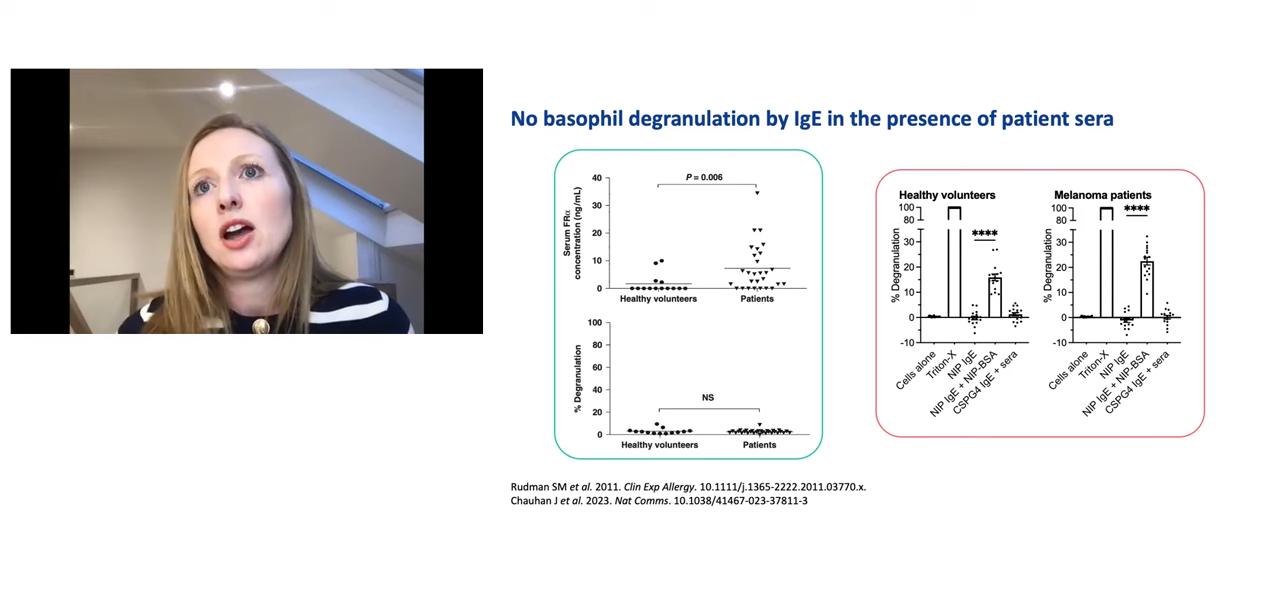 No basophil degranulation by IgE in the presence of patient sera
P = 0.006
Serum FRα
concentration (ng/mL)
40
30
20
10
0
Healthy volunteers
Patients
% Degranulation
100
80
60
40
20
0
NS
Healthy volunteers
Patients
Healthy volunteers
% Degranulation
100
80
30
20
10
0
-10
****
Cells alone
Triton-X
NIP IgE
NIP IgE + NIP-BSA
CSPG4 IgE + sera
Melanoma patients
% Degranulation
100
80
30
20
10
0
-10
****
Cells alone
Triton-X
NIP IgE
NIP IgE + NIP-BSA
CSPG4 IgE + sera
Rudman SM et al. 2011. Clin Exp Allergy. 10.1111/j.1365-2222.2011.03770.x.
Chauhan J et al. 2023. Nat Comms. 10.1038/41467-023-37811-3